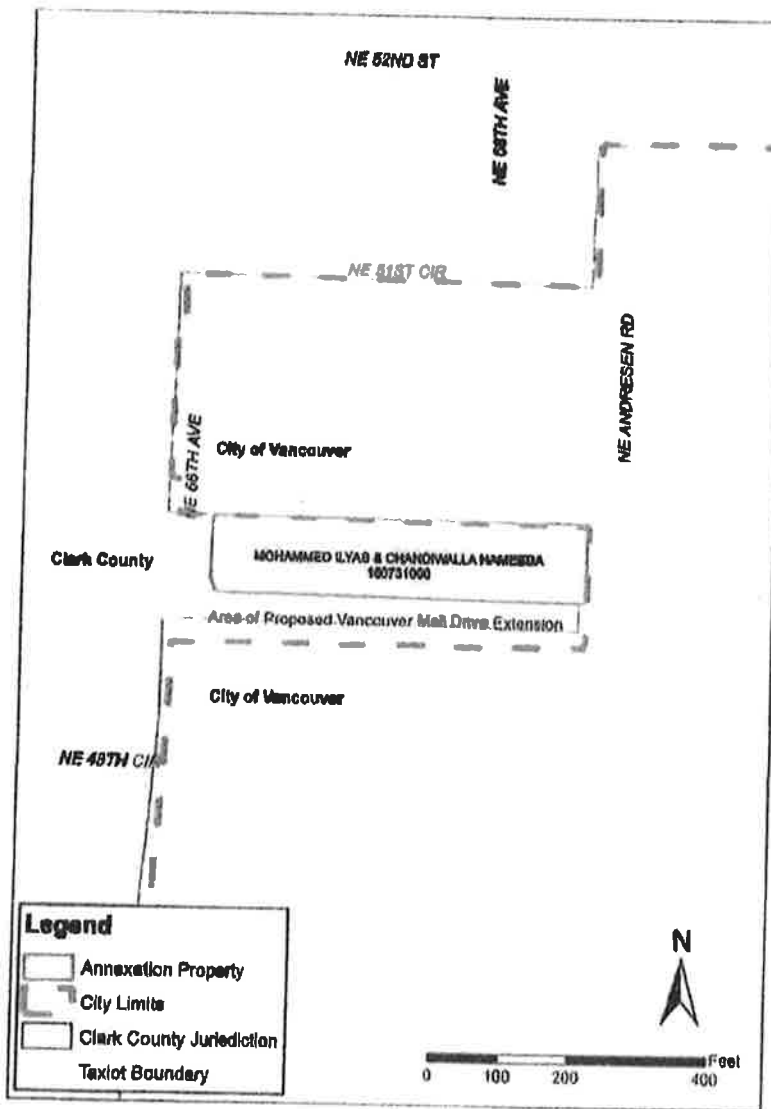 NE 52ND ST
NE 68TH AVE
NE 51ST CIR
NE ANDRESEN RD
NE 66TH AVE
City of Vancouver
Clark County
MOHAMMED ILYAS & CHANDIWALLA HAMEEDA
160731000
Area of Proposed Vancouver Mall Drive Extension
City of Vancouver
NE 48TH CIR
Legend
Annexation Property
City Limits
Clark County Jurisdiction
Taxlot Boundary
N
Feet
0 100 200 400